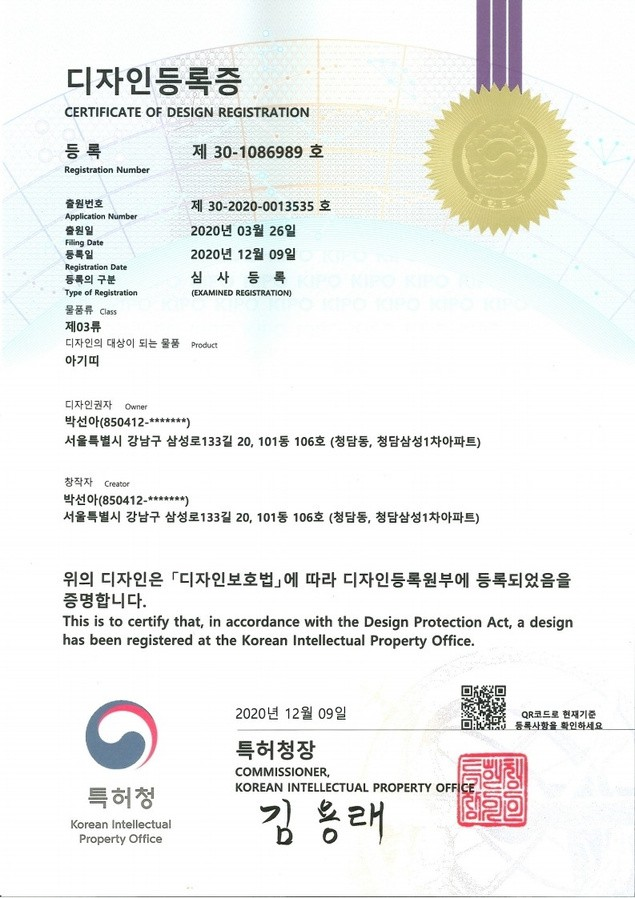 디자인등록증
CERTIFICATE OF DESIGN REGISTRATION
등 록 제 30-1086989 호
Registration Number
출원번호 제 30-2020-0013535 호
Application Number
출원일 2020년 03월 26일
Filing Date
등록일 2020년 12월 09일
Registration Date
등록의 구분 심 사 등 록
Type of Registration (EXAMINED REGISTRATION)
물품류 Class
제03류
디자인의 대상이 되는 물품 Product
아기띠
디자인권자 Owner
박선아(850412-*******)
서울특별시 강남구 삼성로133길 20, 101동 106호 (청담동, 청담삼성1차아파트)
창작자 Creator
박선아(850412-*******)
서울특별시 강남구 삼성로133길 20, 101동 106호 (청담동, 청담삼성1차아파트)
위의 디자인은 「디자인보호법」에 따라 디자인등록원부에 등록되었음을
증명합니다.
This is to certify that, in accordance with the Design Protection Act, a design
has been registered at the Korean Intellectual Property Office.
2020년 12월 09일
QR코드로 현재기준
등록사항을 확인하세요
특허청장
COMMISSIONER,
KOREAN INTELLECTUAL PROPERTY OFFICE
김용래
특허청
Korean Intellectual
Property Office